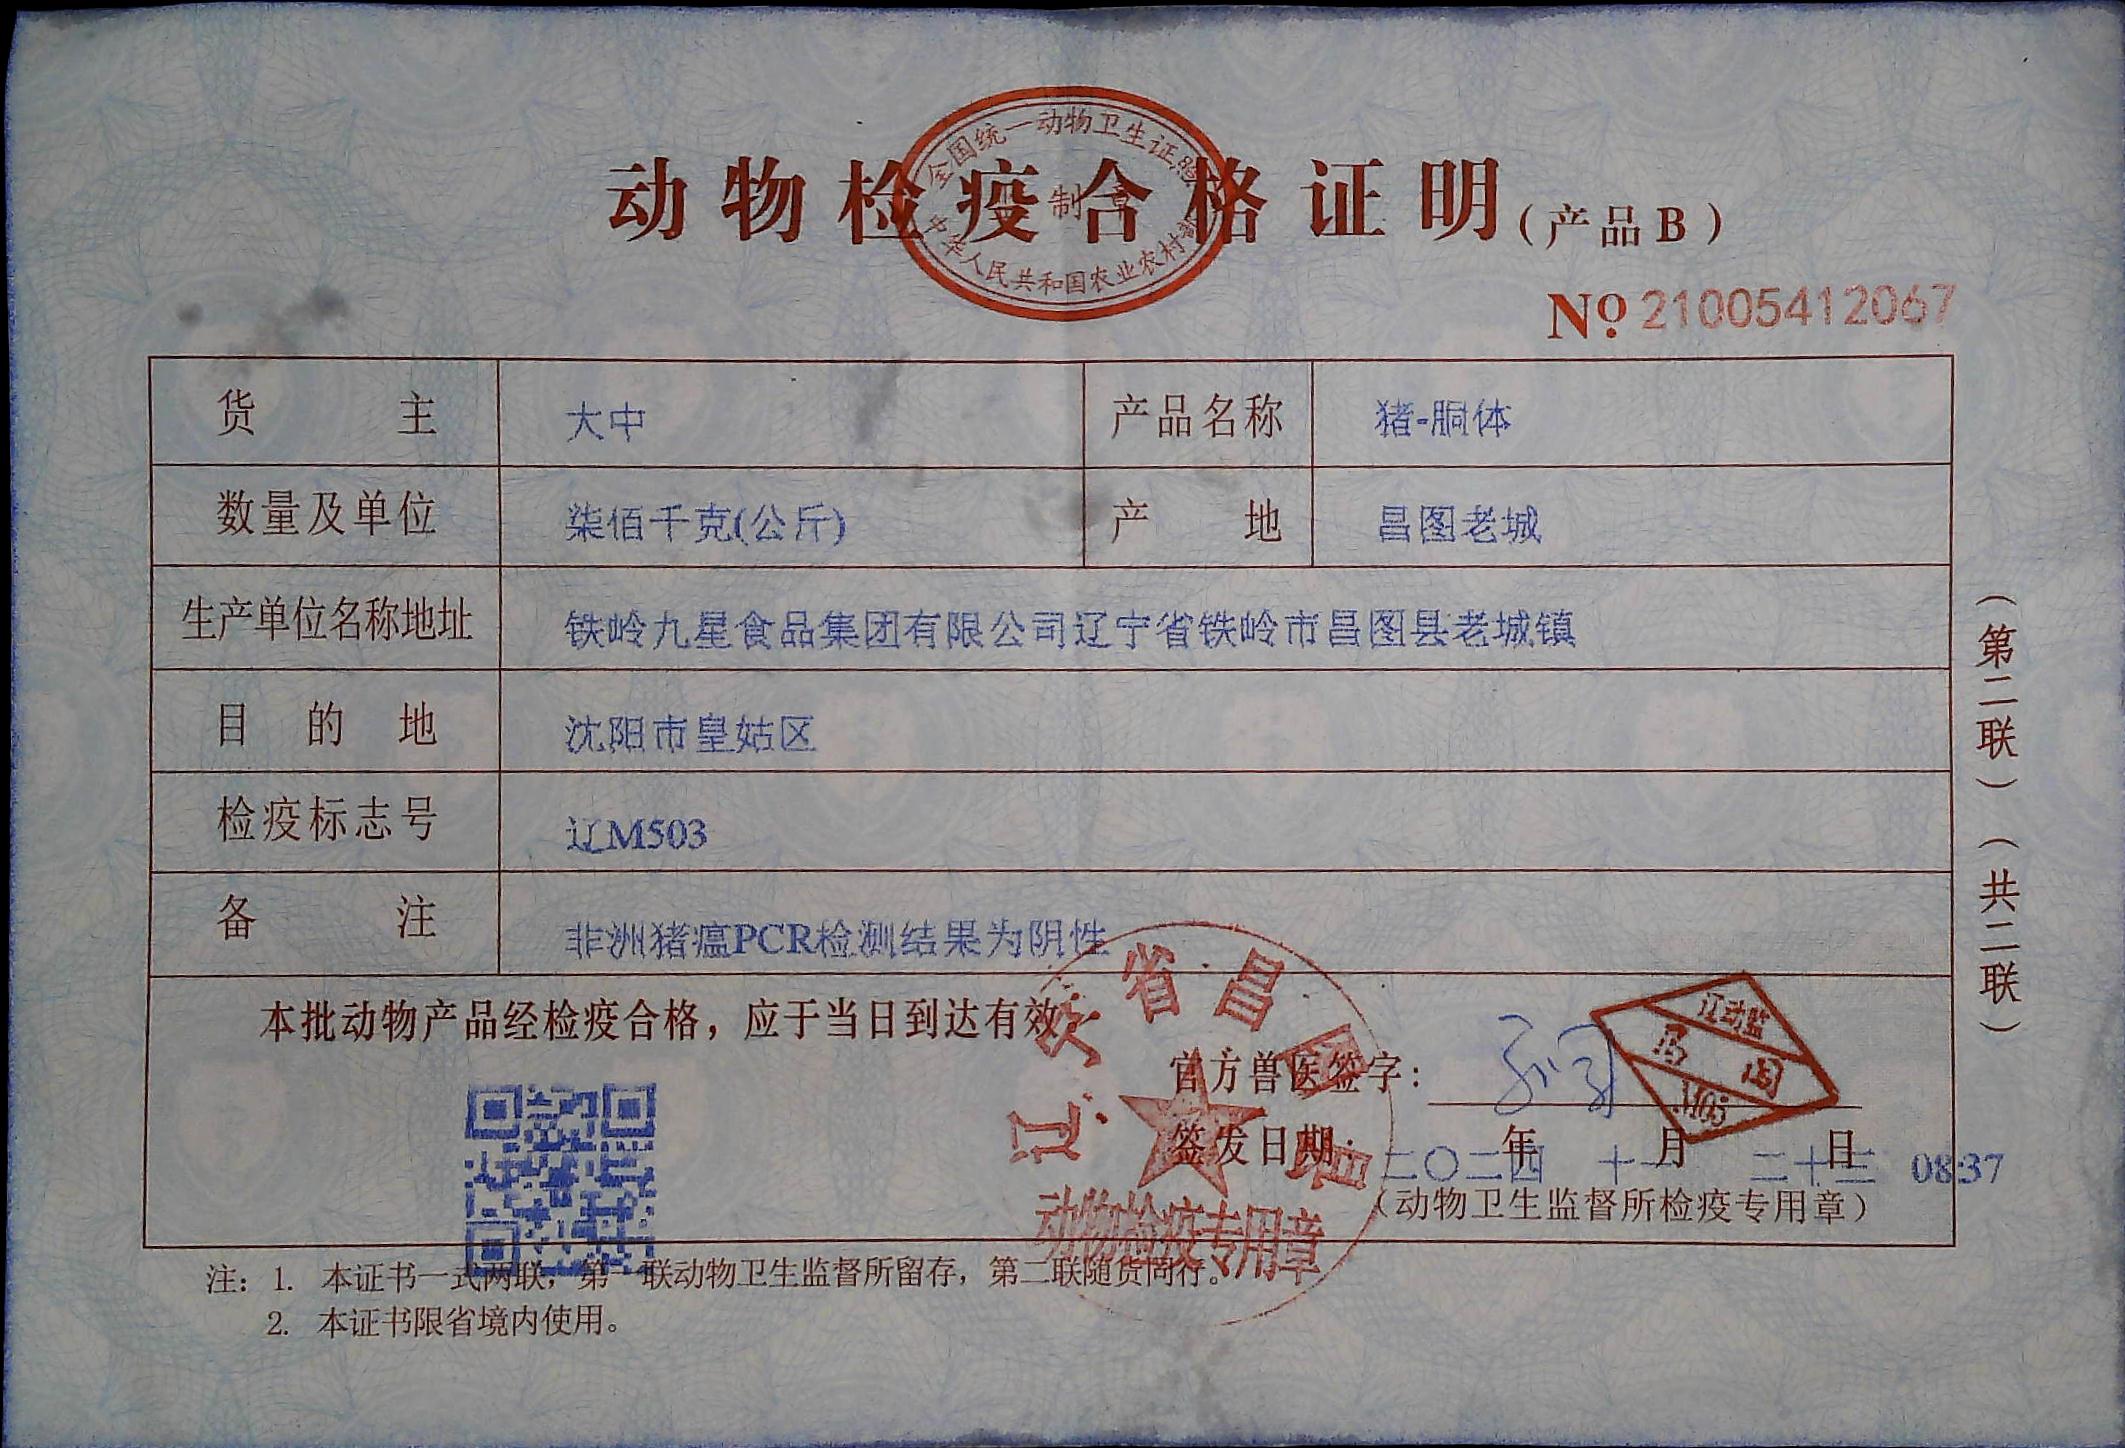 全国统一动物卫生证照
制 章
中华人民共和国农业农村部
动物检疫合格证明(产品B)
№ 21005412067
货主 大中 产品名称 猪-胴体
数量及单位 柒佰千克(公斤) 产地 昌图老城
生产单位名称地址 铁岭九星食品集团有限公司辽宁省铁岭市昌图县老城镇
目的地 沈阳市皇姑区
检疫标志号 辽M503
备注 非洲猪瘟PCR检测结果为阴性
本批动物产品经检疫合格，应于当日到达有效
官方兽医签字：
辽动监
M03
签发日期： 二〇二四年 十一月 二十三日 08:37
(动物卫生监督所检疫专用章)
辽宁省昌图县
动物检疫专用章
注：1. 本证书一式两联，第一联动物卫生监督所留存，第二联随货同行。
2. 本证书限省境内使用。
(第二联)(共二联)